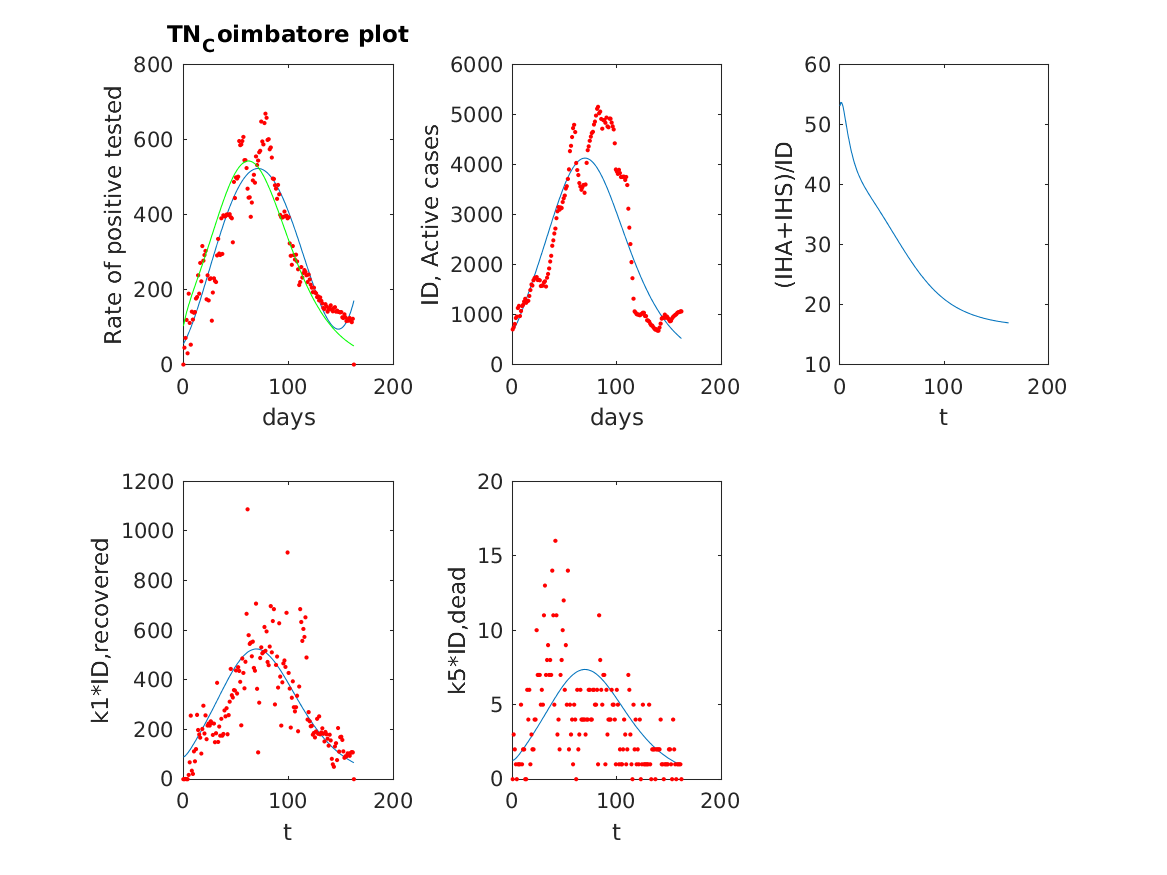 TN_Coimbatore plot
800
600
400
200
0
0 100 200
days
Rate of positive tested
6000
5000
4000
3000
2000
1000
0
0 100 200
days
ID, Active cases
60
50
40
30
20
10
0 100 200
t
(IHA+IHS)/ID
1200
1000
800
600
400
200
0
0 100 200
t
k1*ID,recovered
20
15
10
5
0
0 100 200
t
k5*ID,dead